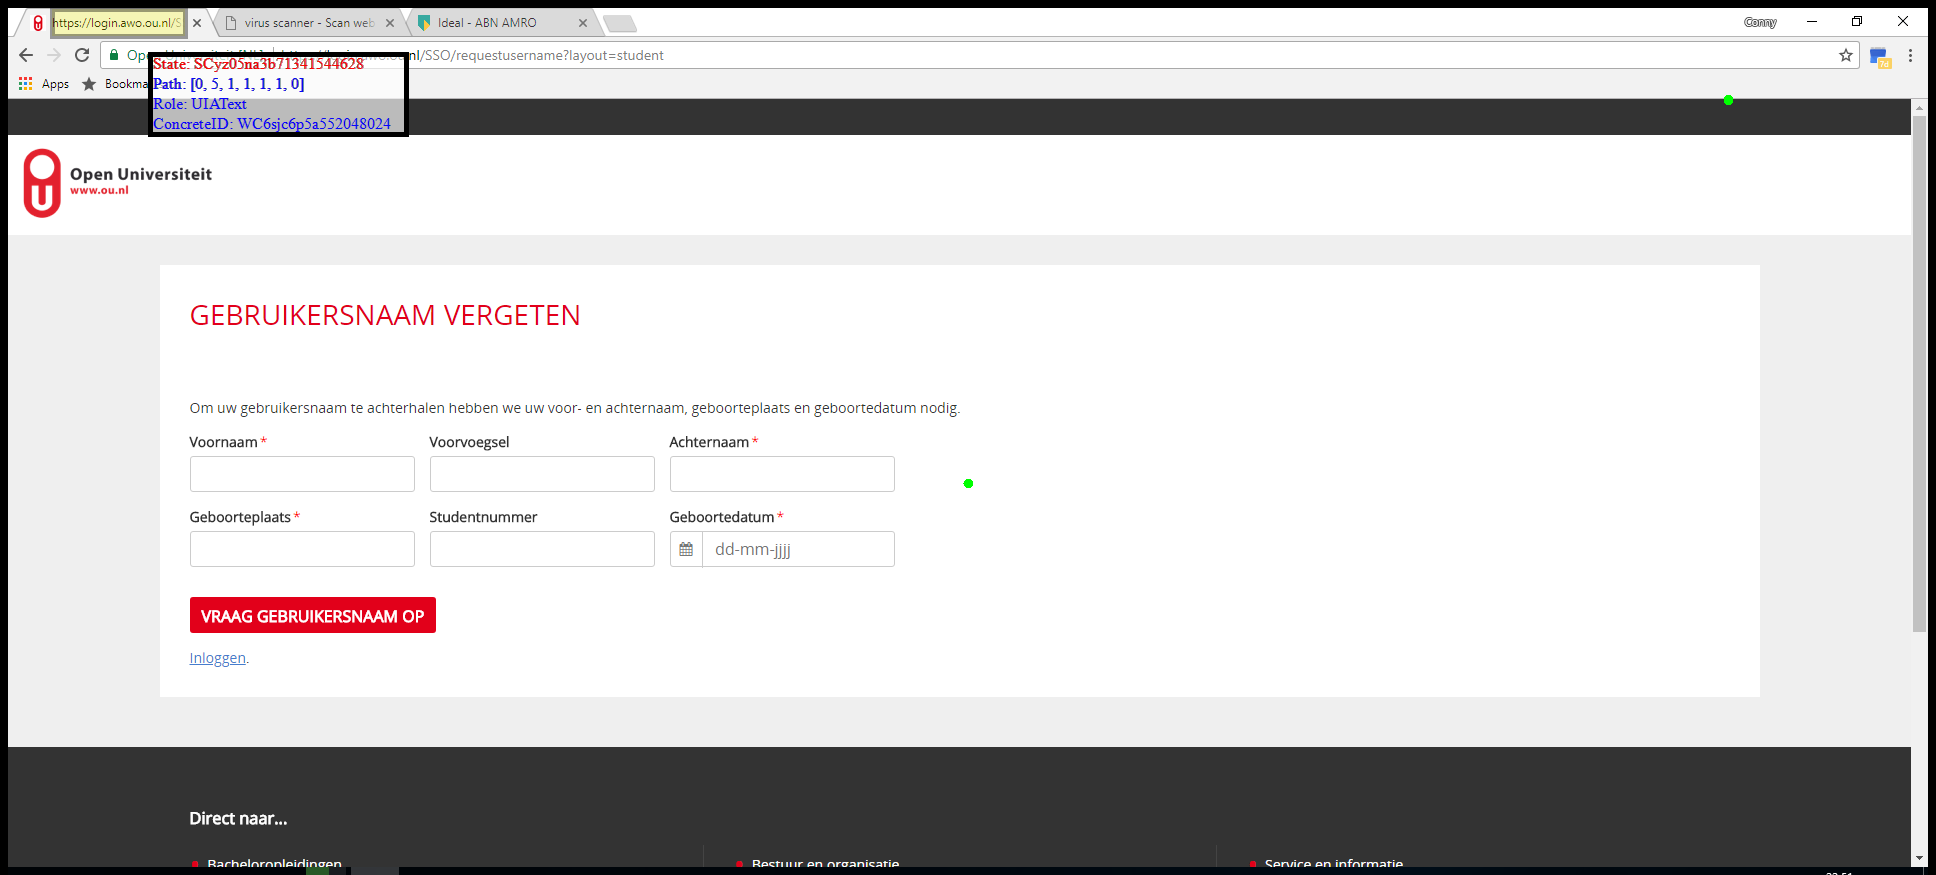 https://login.awo.ou.nl/S
virus scanner - Scan web
Ideal - ABN AMRO
Conny
/SSO/requestusername?layout=student
Apps
Bookma
State: SCyz05na3b71341544628
Path: [0, 5, 1, 1, 1, 1, 0]
Role: UIAText
ConcreteID: WC6sjc6p5a552048024
Open Universiteit
www.ou.nl
GEBRUIKERSNAAM VERGETEN
Om uw gebruikersnaam te achterhalen hebben we uw voor- en achternaam, geboorteplaats en geboortedatum nodig.
Voornaam* Voorvoegsel Achternaam*
Geboorteplaats* Studentnummer Geboortedatum*
dd-mm-jjjj
VRAAG GEBRUIKERSNAAM OP
Inloggen.
Direct naar...
Bacheloropleidingen Bestuur en organisatie Service en informatie